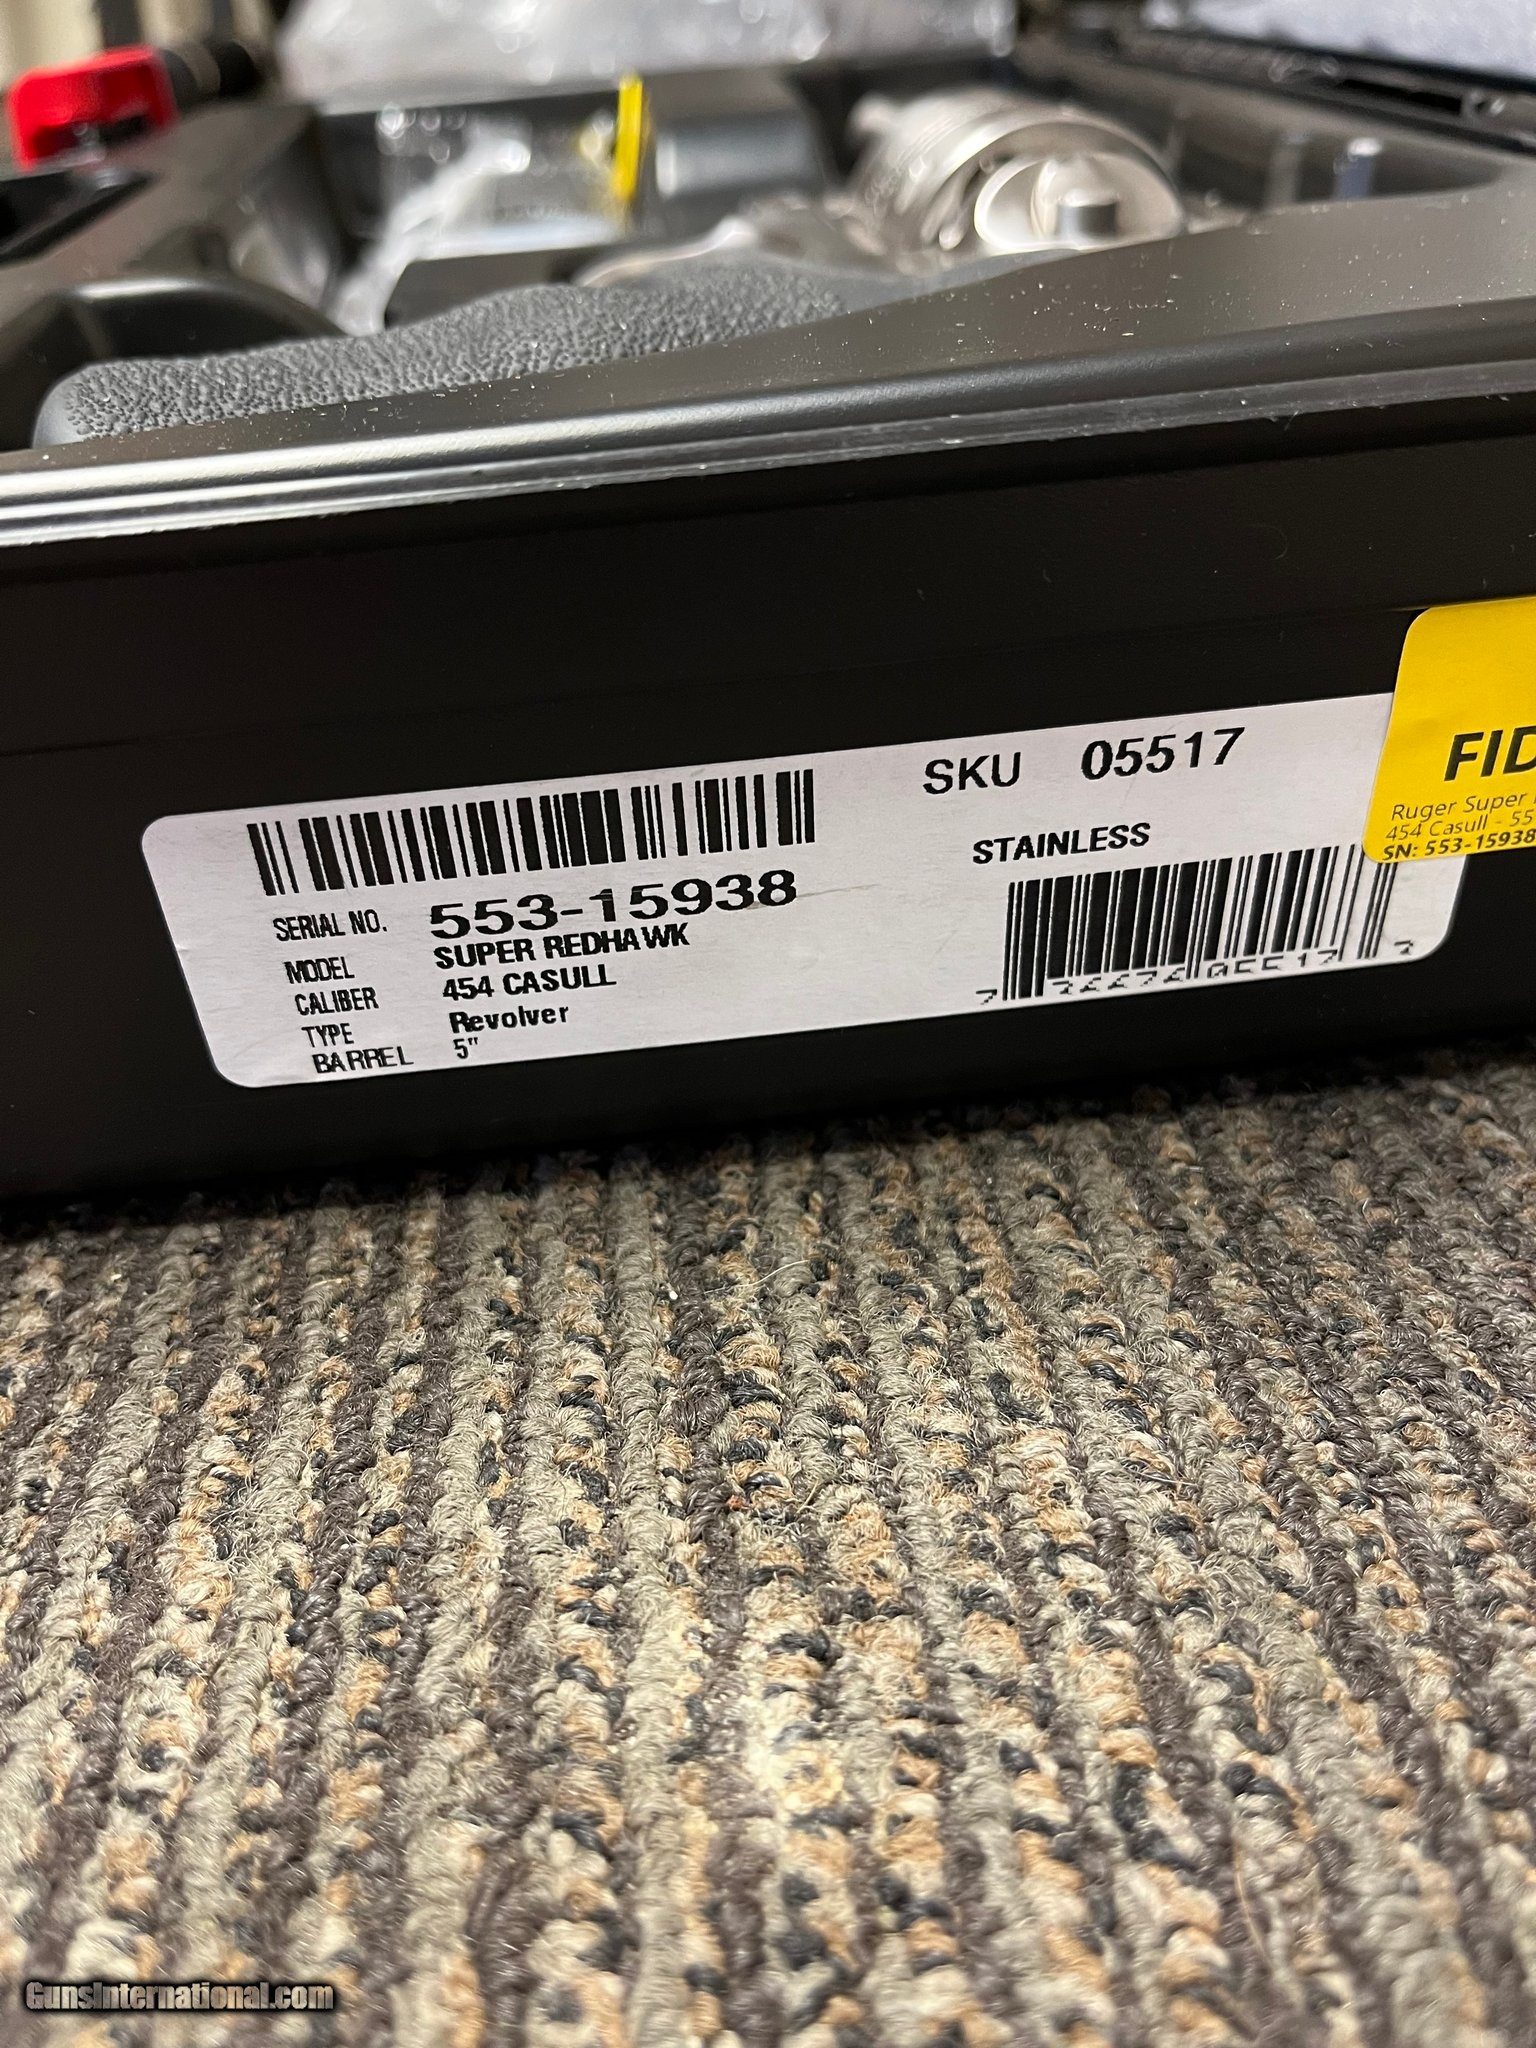 SKU 05517
STAINLESS
SERIAL NO. 553-15938
MODEL SUPER REDHAWK
CALIBER 454 CASULL
TYPE Revolver
BARREL 5"
Ruger Super
454 Casull - 55
SN: 553-15938
GunsInternational.com